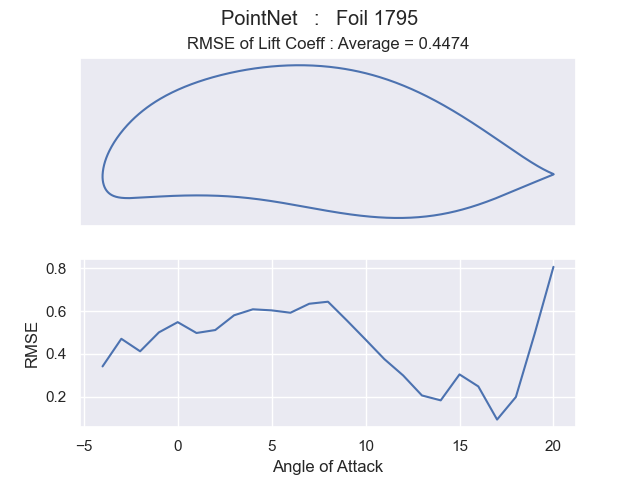 PointNet   :   Foil 1795
RMSE of Lift Coeff : Average = 0.4474
0.8
0.6
0.4
0.2
RMSE
−5 0 5 10 15 20
Angle of Attack